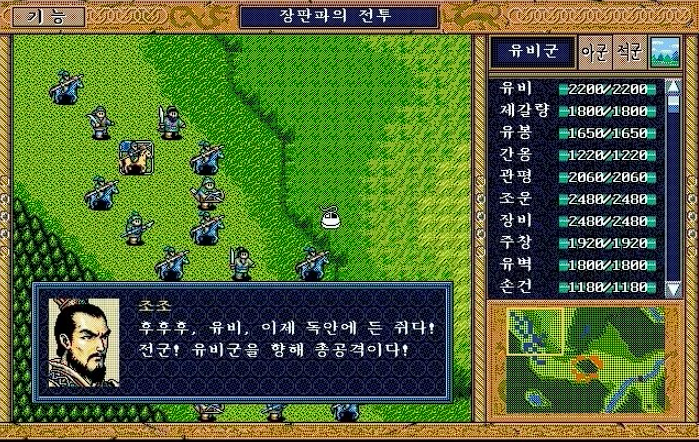 기능
장판파의 전투
유비군
아군
적군
유비 2200/2200
제갈량 1800/1800
유봉 1650/1650
간옹 1220/1220
관평 2060/2060
조운 2480/2480
장비 2480/2480
주창 1920/1920
유벽 1800/1800
손건 1180/1180
조조
후후후, 유비, 이제 독안에 든 쥐다!
전군! 유비군을 향해 총공격이다!